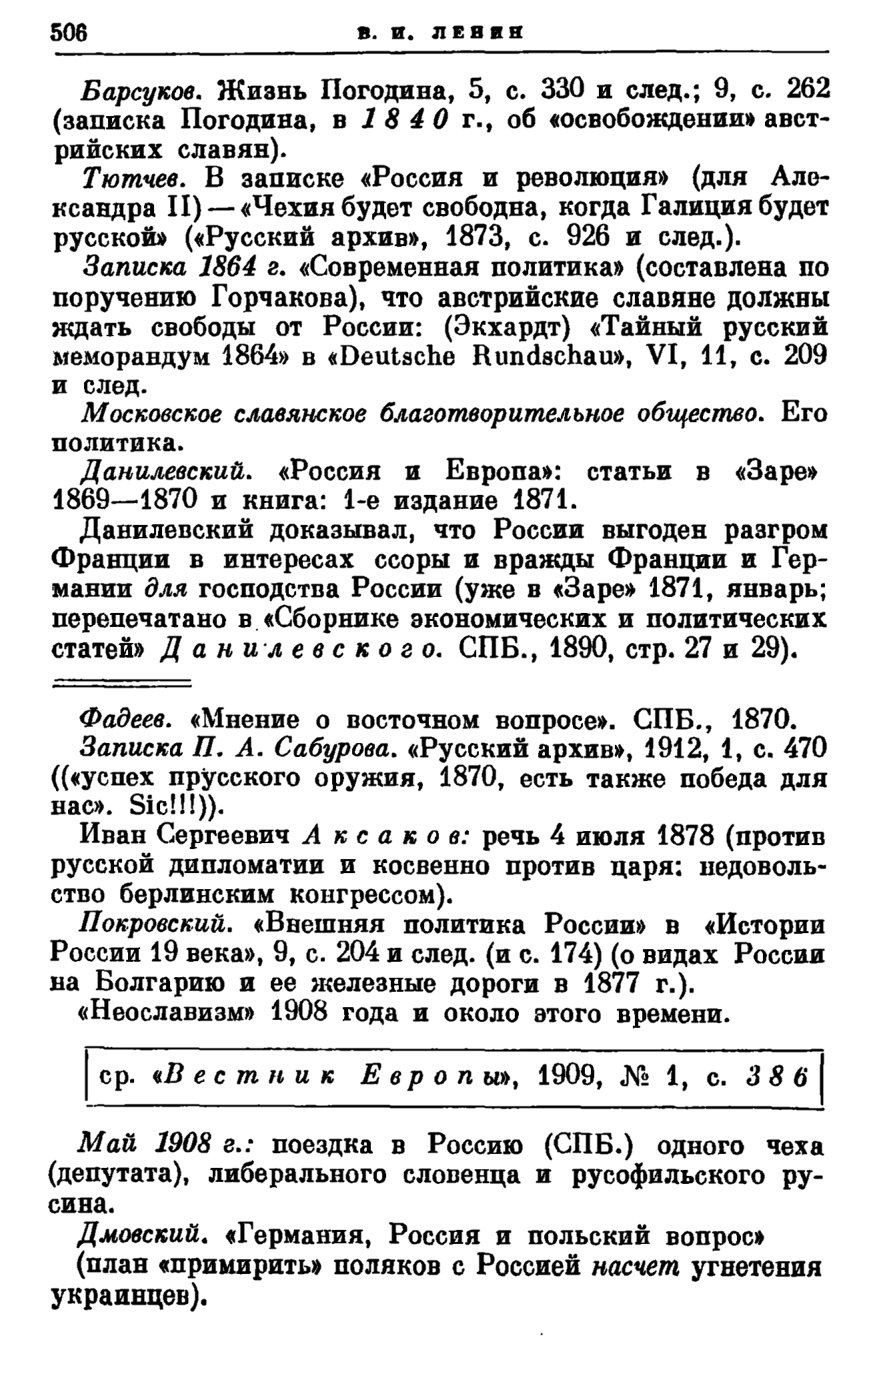 506 В. И. ЛЕНИН
Барсуков. Жизнь Погодина, 5, с. 330 и след.; 9, с. 262
(записка Погодина, в 1840 г., об «освобождении» авст-
рийских славян).
Тютчев. В записке «Россия и революция» (для Але-
ксандра II) — «Чехия будет свободна, когда Галиция будет
русской» («Русский архив», 1873, с. 926 и след.).
Записка 1864 г. «Современная политика» (составлена по
поручению Горчакова), что австрийские славяне должны
ждать свободы от России: (Экхардт) «Тайный русский
меморандум 1864» в «Deutsche Rundschau», VI, 11, с. 209
и след.
Московское славянское благотворительное общество. Его
политика.
Данилевский. «Россия и Европа»: статьи в «Заре»
1869—1870 и книга: 1-е издание 1871.
Данилевский доказывал, что России выгоден разгром
Франции в интересах ссоры и вражды Франции и Гер-
мании для господства России (уже в «Заре» 1871, январь;
перепечатано в «Сборнике экономических и политических
статей» Данилевского. СПБ., 1890, стр. 27 и 29).
Фадеев. «Мнение о восточном вопросе». СПБ., 1870.
Записка П. А. Сабурова. «Русский архив», 1912, 1, с. 470
((«успех прусского оружия, 1870, есть также победа для
нас». Sic!!!)).
Иван Сергеевич Аксаков: речь 4 июля 1878 (против
русской дипломатии и косвенно против царя: недоволь-
ство берлинским конгрессом).
Покровский. «Внешняя политика России» в «Истории
России 19 века», 9, с. 204 и след. (и с. 174) (о видах России
на Болгарию и ее железные дороги в 1877 г.).
«Неославизм» 1908 года и около этого времени.
ср. «Вестник Европы», 1909, № 1, с. 386
Май 1908 г.: поездка в Россию (СПБ.) одного чеха
(депутата), либерального словенца и русофильского ру-
сина.
Дмовский. «Германия, Россия и польский вопрос»
(план «примирить» поляков с Россией насчет угнетения
украинцев).